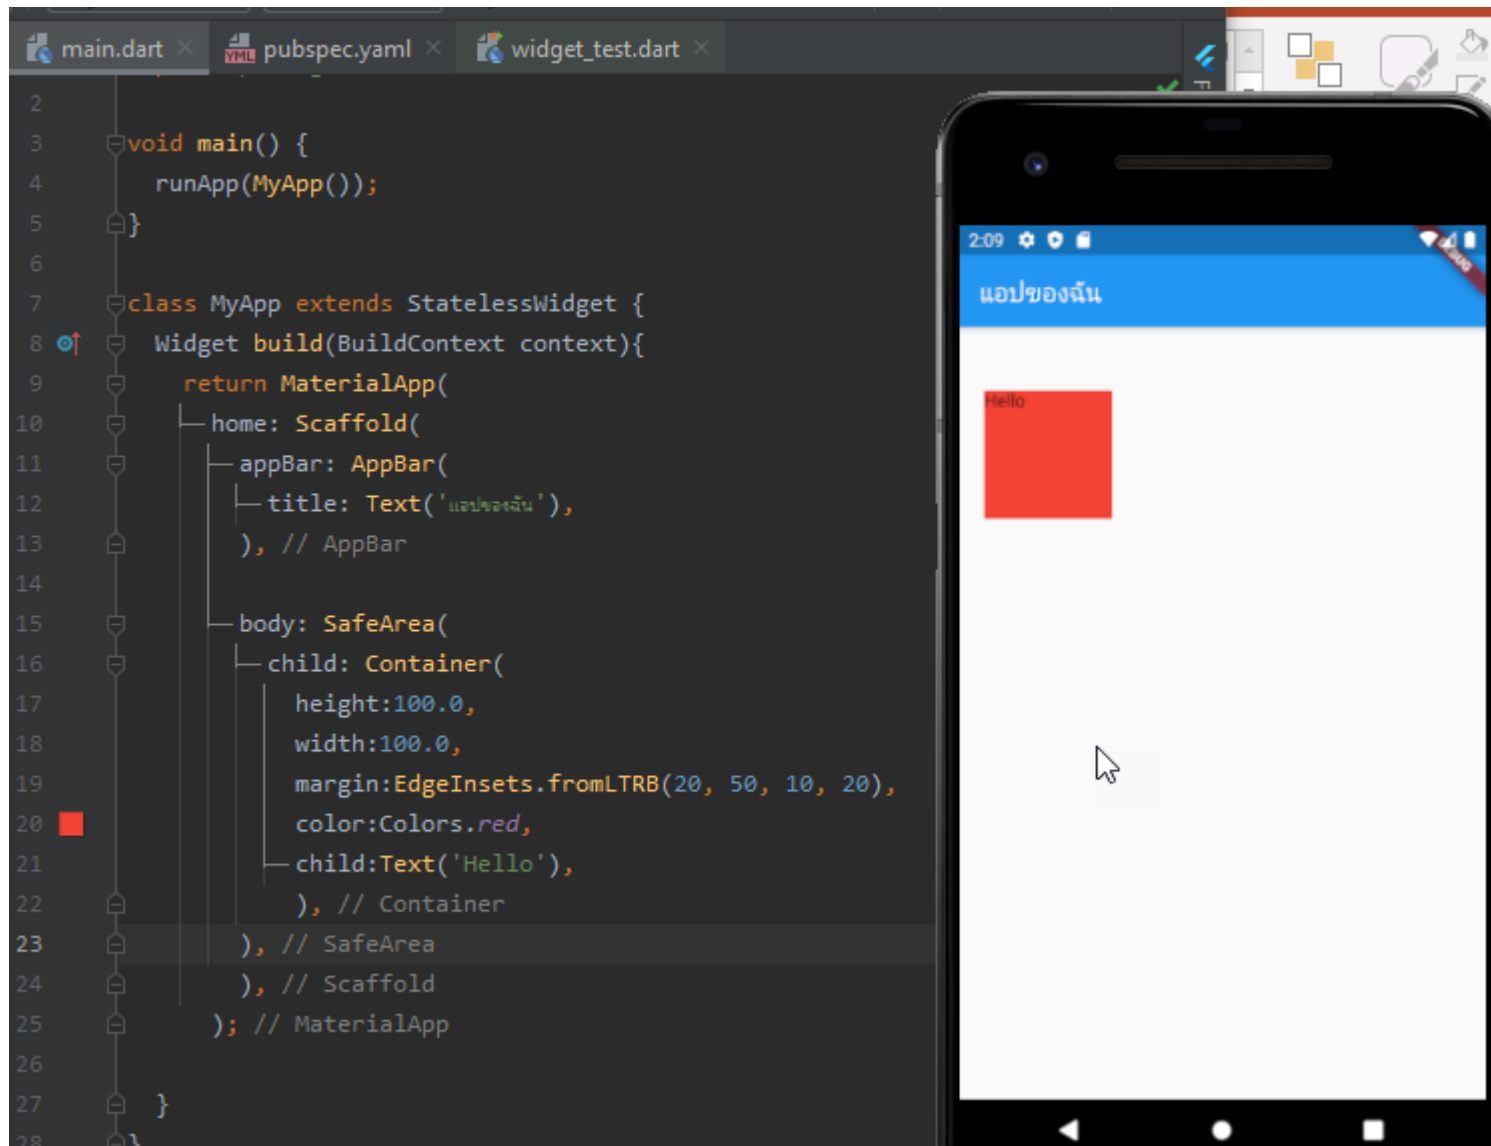 main.dart pubspec.yaml widget_test.dart
YML
2
3 void main() {
4 runApp(MyApp());
5 }
6
7 class MyApp extends StatelessWidget {
8 Widget build(BuildContext context){
9 return MaterialApp(
10 home: Scaffold(
11 appBar: AppBar(
12 title: Text('แอปของฉัน'),
13 ), // AppBar
14
15 body: SafeArea(
16 child: Container(
17 height:100.0,
18 width:100.0,
19 margin:EdgeInsets.fromLTRB(20, 50, 10, 20),
20 color:Colors.red,
21 child:Text('Hello'),
22 ), // Container
23 ), // SafeArea
24 ), // Scaffold
25 ); // MaterialApp
26
27 }
28 }
2:09
แอปของฉัน
Hello